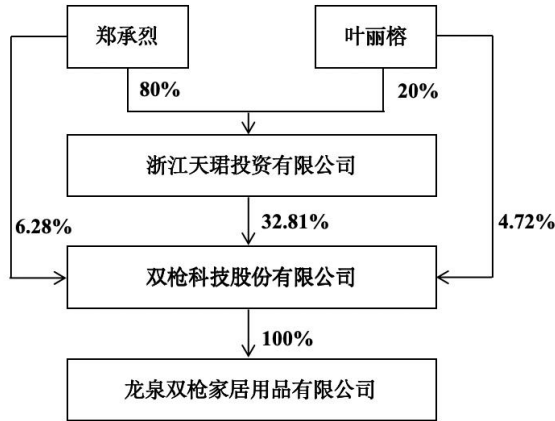 郑承烈
叶丽榕
80%
20%
浙江天珺投资有限公司
6.28%
32.81%
4.72%
双枪科技股份有限公司
100%
龙泉双枪家居用品有限公司